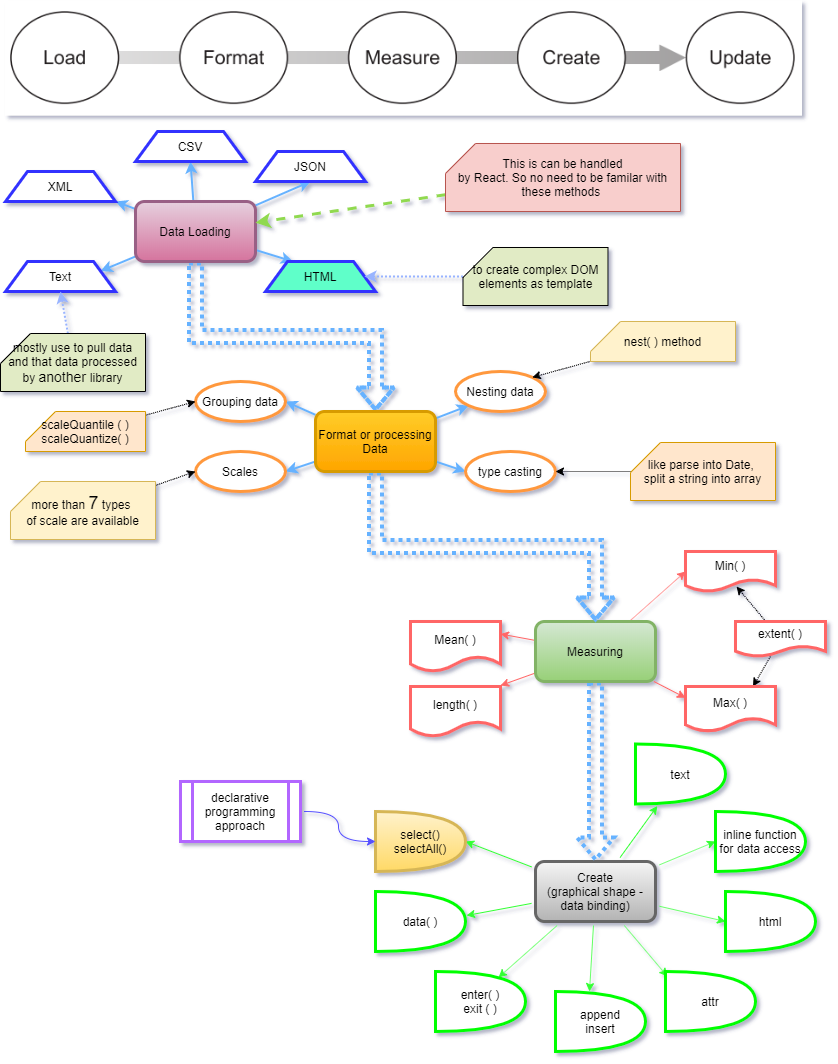 Load
Format
Measure
Create
Update
CSV
JSON
XML
This is can be handled
by React. So no need to be familar with
these methods
Data Loading
Text
HTML
to create complex DOM
elements as template
mostly use to pull data
and that data processed
by another library
nest( ) method
Grouping data
Nesting data
scaleQuantile ( )
scaleQuantize( )
Format or processing
Data
Scales
type casting
like parse into Date,
split a string into array
more than 7 types
of scale are available
Min( )
Mean( )
Measuring
extent( )
length( )
Max( )
text
declarative
programming
approach
select()
selectAll()
inline function
for data access
Create
(graphical shape -
data binding)
data( )
html
enter( )
exit ( )
append
insert
attr